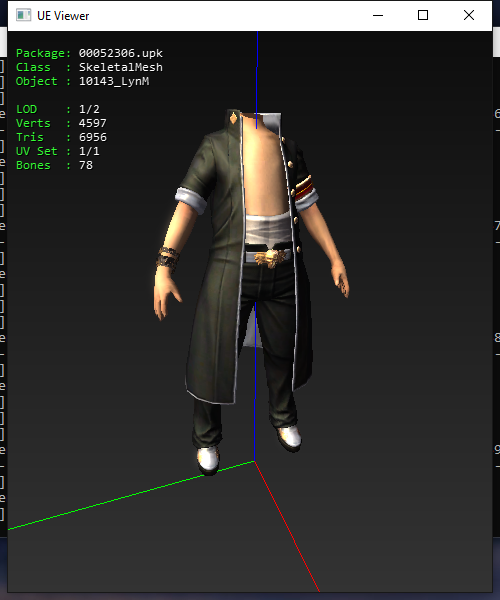 UE Viewer
Package: 00052306.upk
Class : SkeletalMesh
Object : 10143_LynM
LOD : 1/2
Verts : 4597
Tris : 6956
UV Set : 1/1
Bones : 78